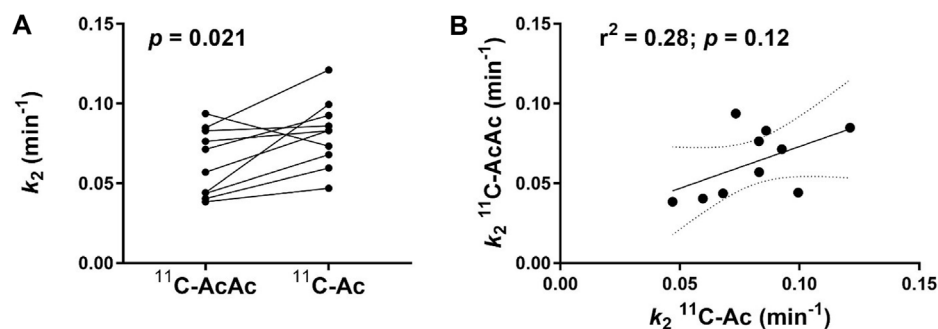 A
p = 0.021
0.15
0.10
0.05
0.00
k₂ (min⁻¹)
¹¹C-AcAc ¹¹C-Ac
B
r² = 0.28; p = 0.12
0.15
0.10
0.05
0.00
k₂ ¹¹C-AcAc (min⁻¹)
0.00 0.05 0.10 0.15
k₂ ¹¹C-Ac (min⁻¹)